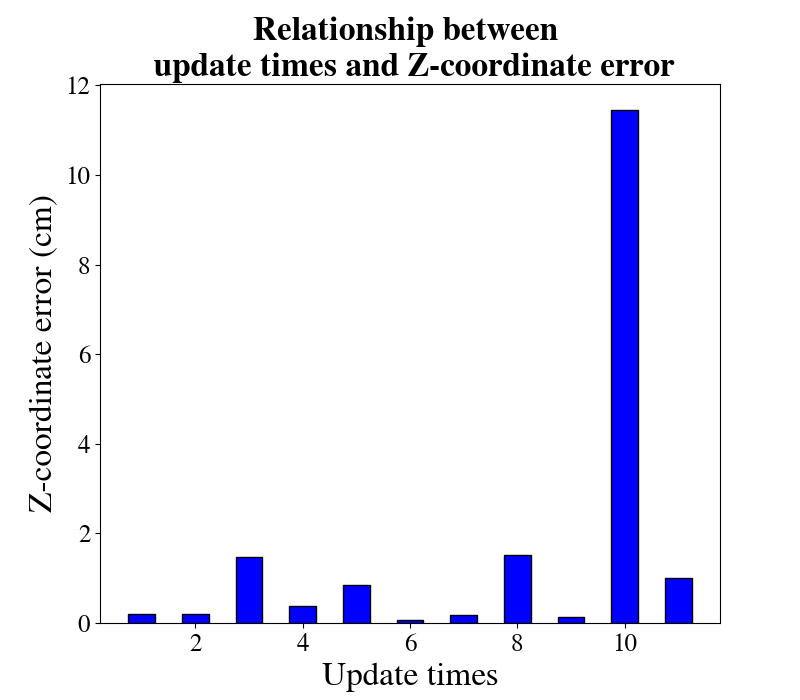 Relationship between
update times and Z-coordinate error
12
10
8
6
4
2
0
Z-coordinate error (cm)
2 4 6 8 10
Update times